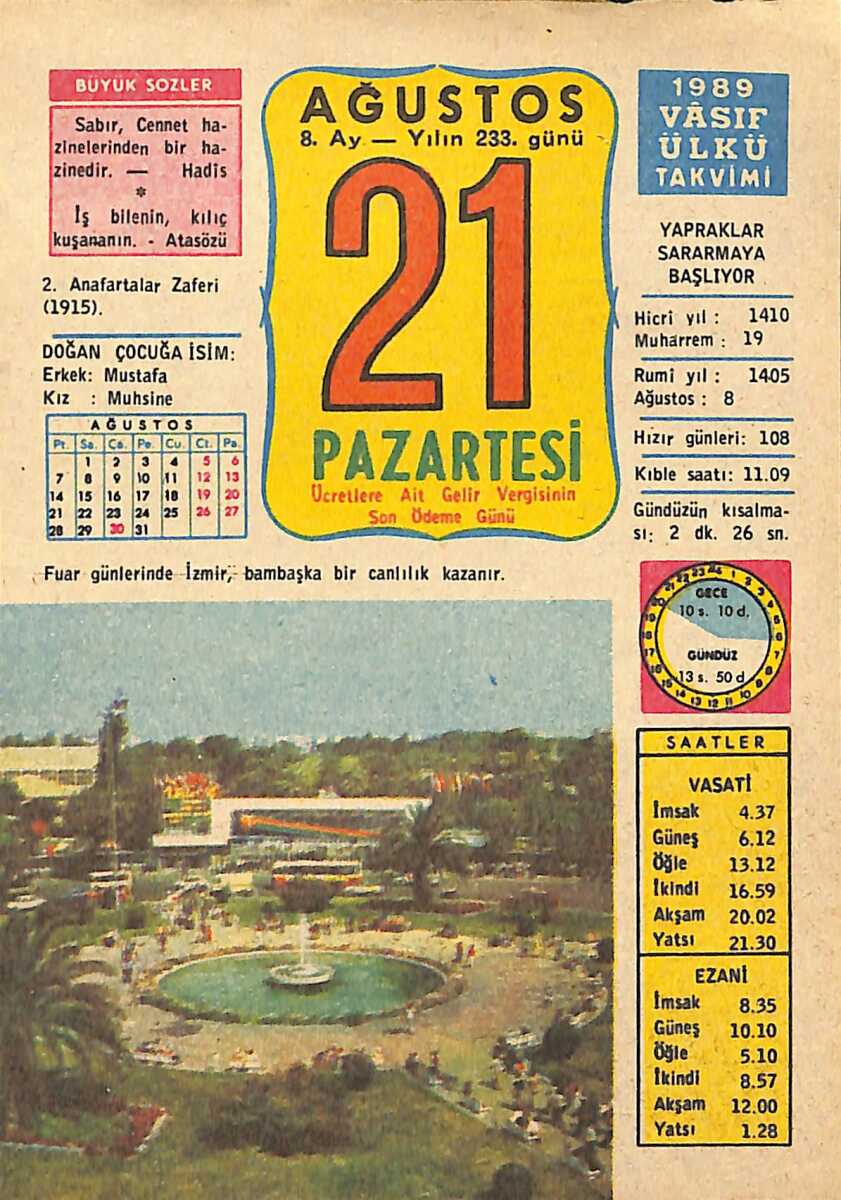 BÜYÜK SOZLER
Sabır, Cennet ha-
zinelerinden bir ha-
zinedir. — Hadîs
*
İş bilenin, kılıç
kuşananın. - Atasözü
2. Anafartalar Zaferi
(1915).
DOĞAN ÇOCUĞA İSİM:
Erkek: Mustafa
Kız : Muhsine
AĞUSTOS
Pt. Sa. Ça. Pe. Cu. Ct. Pa.
1 2 3 4 5 6
7 8 9 10 11 12 13
14 15 16 17 18 19 20
21 22 23 24 25 26 27
28 29 30 31
AĞUSTOS
8. Ay — Yılın 233. günü
21
PAZARTESİ
Ücretlere Ait Gelir Vergisinin
Son Ödeme Günü
1989
VÂSIF
ÜLKÜ
TAKVİMİ
YAPRAKLAR
SARARMAYA
BAŞLIYOR
Hicrî yıl : 1410
Muharrem : 19
Rumî yıl : 1405
Ağustos : 8
Hızır günleri: 108
Kıble saatı: 11.09
Gündüzün kısalma-
sı: 2 dk. 26 sn.
Fuar günlerinde İzmir, bambaşka bir canlılık kazanır.
GECE
10 s. 10 d.
GÜNDÜZ
13 s. 50 d.
SAATLER
VASATİ
İmsak 4.37
Güneş 6.12
Öğle 13.12
İkindi 16.59
Akşam 20.02
Yatsı 21.30
EZANİ
İmsak 8.35
Güneş 10.10
Öğle 5.10
İkindi 8.57
Akşam 12.00
Yatsı 1.28